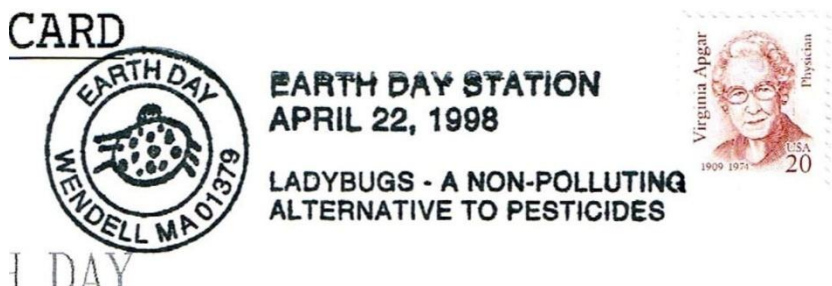 CARD
EARTH DAY
WENDELL MA 01379
EARTH DAY STATION
APRIL 22, 1998
LADYBUGS - A NON-POLLUTING
ALTERNATIVE TO PESTICIDES
Virginia Apgar
Physician
1909 1974
USA
20
DAY